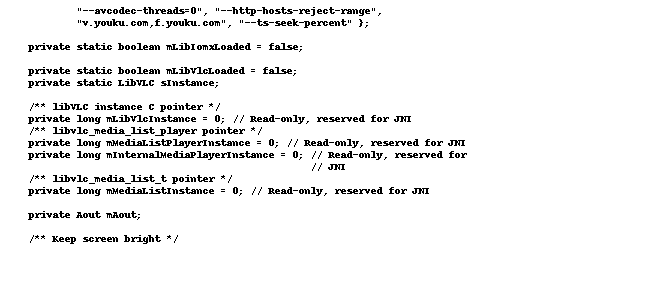 "--avcodec-threads=0", "--http-hosts-reject-range",
"v.youku.com,f.youku.com", "--ts-seek-percent" };
private static boolean mLibIomxLoaded = false;
private static boolean mLibVlcLoaded = false;
private static LibVLC sInstance;
/** libVLC instance C pointer */
private long mLibVlcInstance = 0; // Read-only, reserved for JNI
/** libvlc_media_list_player pointer */
private long mMediaListPlayerInstance = 0; // Read-only, reserved for JNI
private long mInternalMediaPlayerInstance = 0; // Read-only, reserved for
// JNI
/** libvlc_media_list_t pointer */
private long mMediaListInstance = 0; // Read-only, reserved for JNI
private Aout mAout;
/** Keep screen bright */